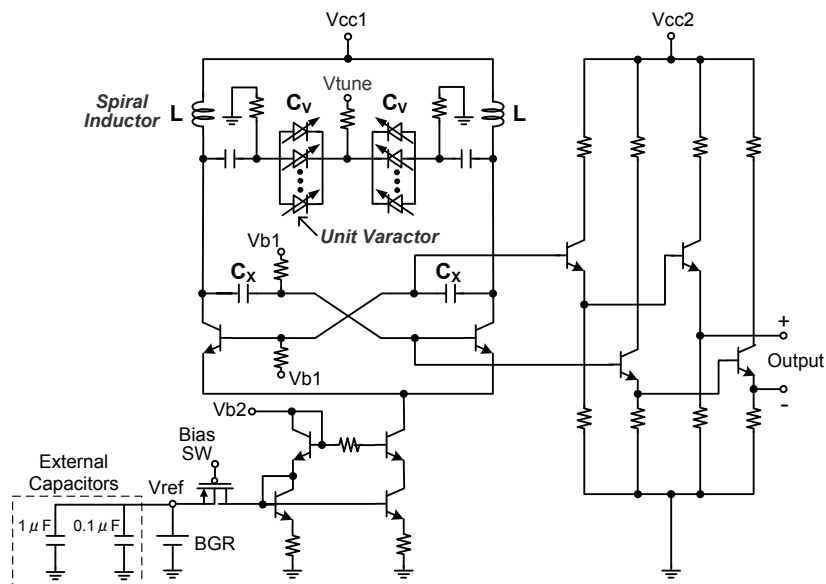 Vcc1
Vcc2
Spiral
Inductor
L
CV
Vtune
CV
L
Unit Varactor
Vb1
CX
CX
Vb1
+
Output
-
Vb2
Bias
SW
External
Capacitors
Vref
1μF
0.1μF
BGR